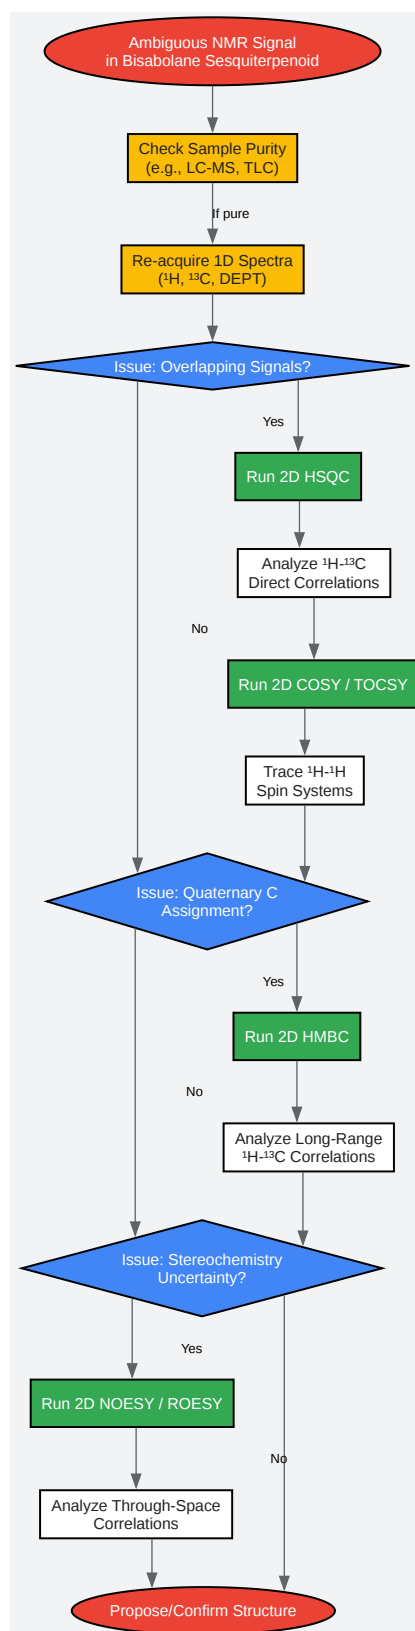 Ambiguous NMR Signal
in Bisabolane Sesquiterpenoid
Check Sample Purity
(e.g., LC-MS, TLC)
If pure
Re-acquire 1D Spectra
(¹H, ¹³C, DEPT)
Issue: Overlapping Signals?
Yes
Run 2D HSQC
Analyze ¹H-¹³C
Direct Correlations
No
Run 2D COSY / TOCSY
Trace ¹H-¹H
Spin Systems
Issue: Quaternary C
Assignment?
Yes
Run 2D HMBC
No
Analyze Long-Range
¹H-¹³C Correlations
Issue: Stereochemistry
Uncertainty?
Yes
Run 2D NOESY / ROESY
No
Analyze Through-Space
Correlations
Propose/Confirm Structure